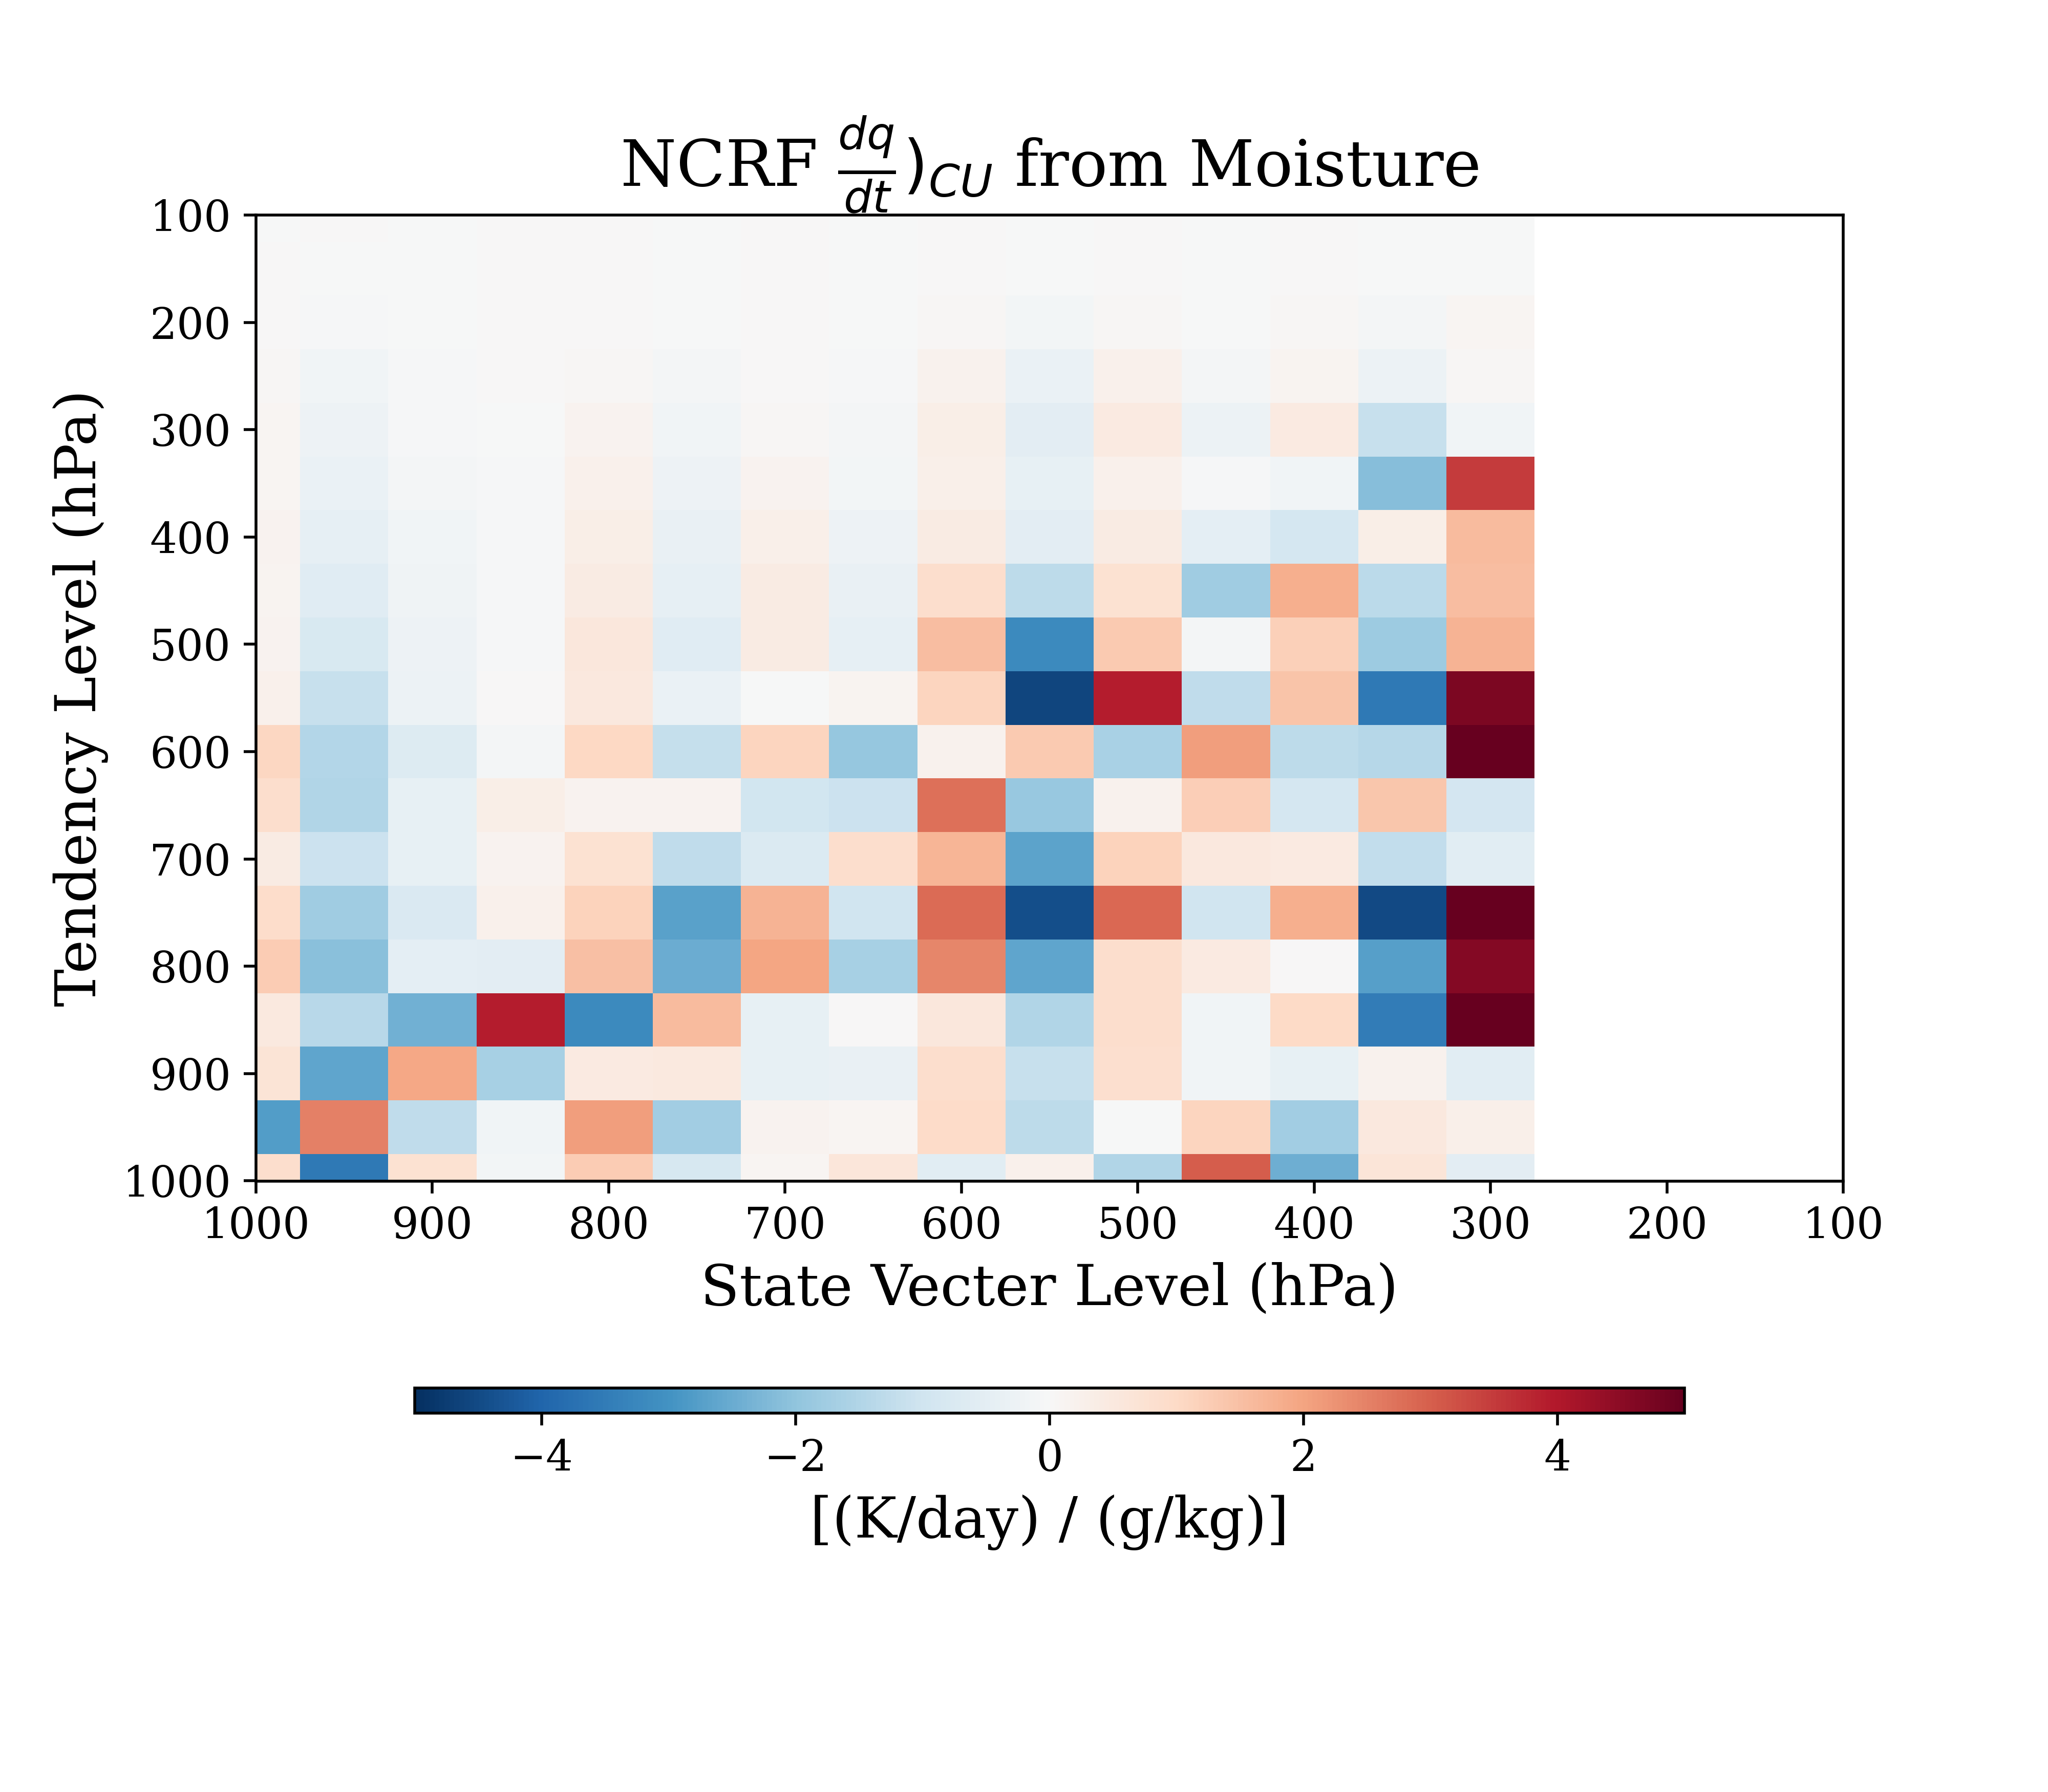 NCRF dq/dt)CU from Moisture
Tendency Level (hPa)
100
200
300
400
500
600
700
800
900
1000
1000 900 800 700 600 500 400 300 200 100
State Vecter Level (hPa)
−4 −2 0 2 4
[(K/day) / (g/kg)]